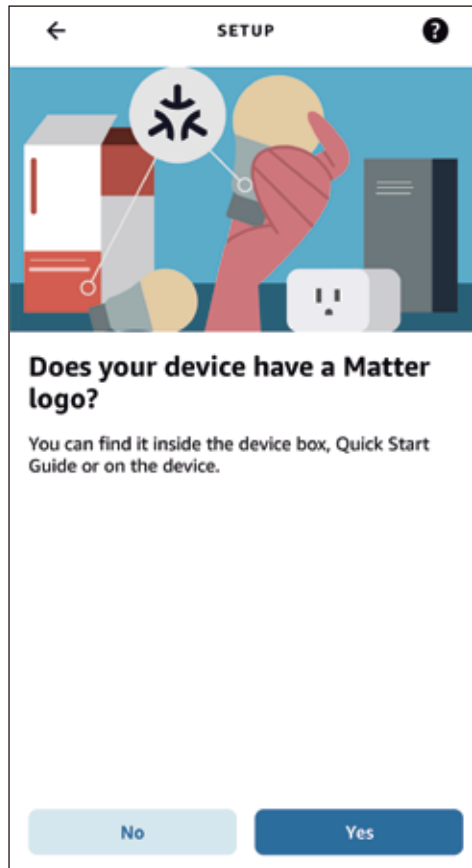 SETUP
?
Does your device have a Matter
logo?
You can find it inside the device box, Quick Start
Guide or on the device.
No
Yes